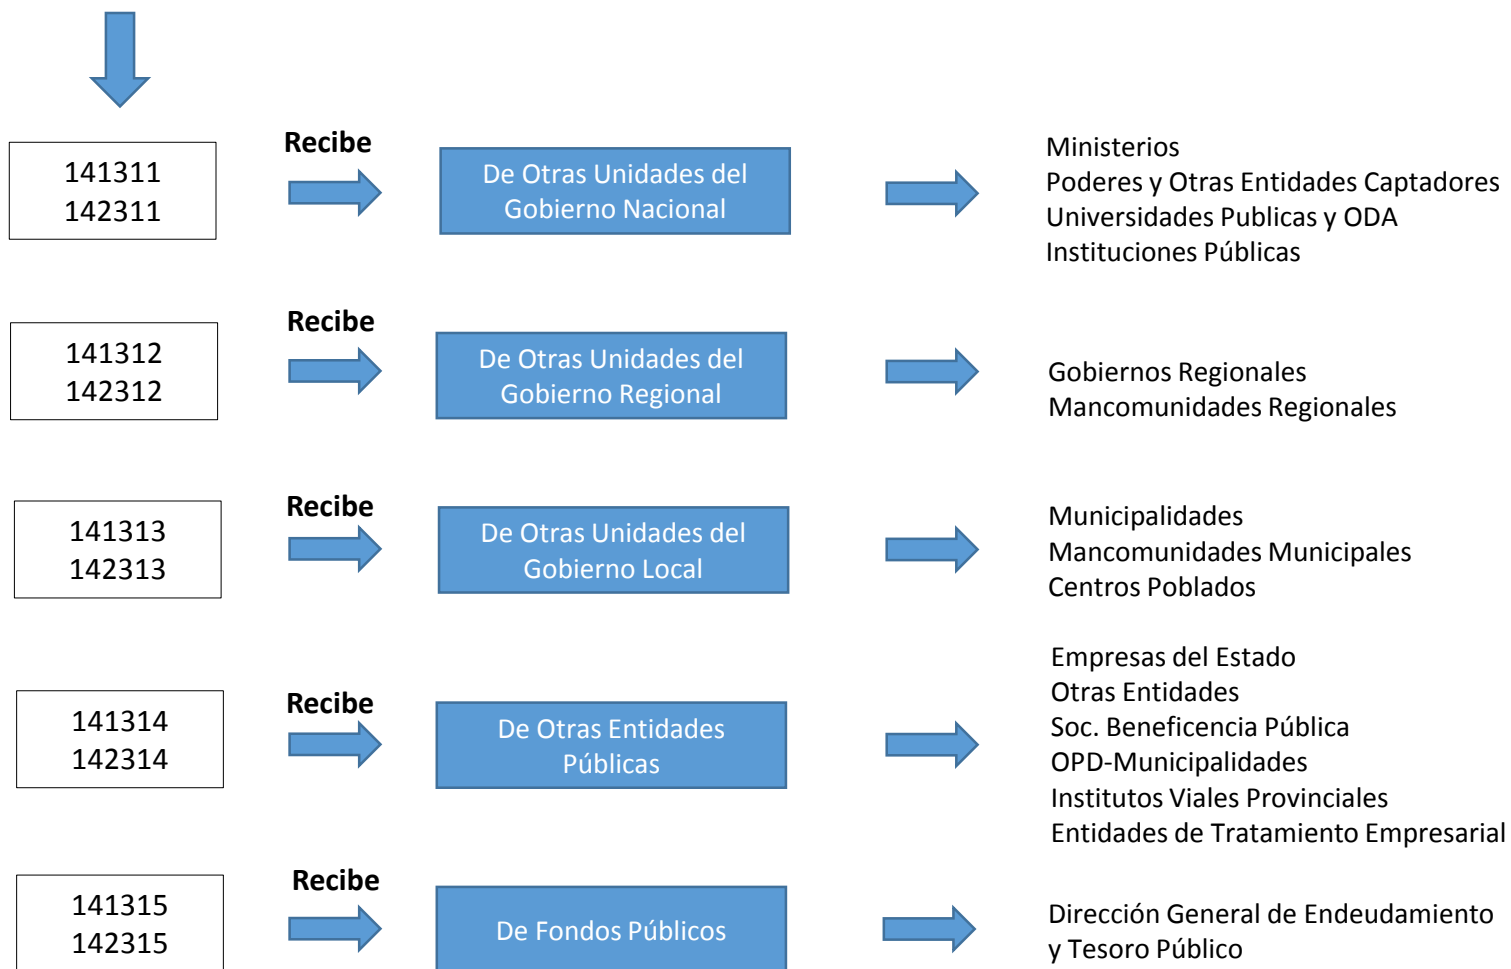 141311
142311
Recibe
De Otras Unidades del
Gobierno Nacional
Ministerios
Poderes y Otras Entidades Captadores
Universidades Publicas y ODA
Instituciones Públicas
141312
142312
Recibe
De Otras Unidades del
Gobierno Regional
Gobiernos Regionales
Mancomunidades Regionales
141313
142313
Recibe
De Otras Unidades del
Gobierno Local
Municipalidades
Mancomunidades Municipales
Centros Poblados
141314
142314
Recibe
De Otras Entidades
Públicas
Empresas del Estado
Otras Entidades
Soc. Beneficencia Pública
OPD-Municipalidades
Institutos Viales Provinciales
Entidades de Tratamiento Empresarial
141315
142315
Recibe
De Fondos Públicos
Dirección General de Endeudamiento
y Tesoro Público